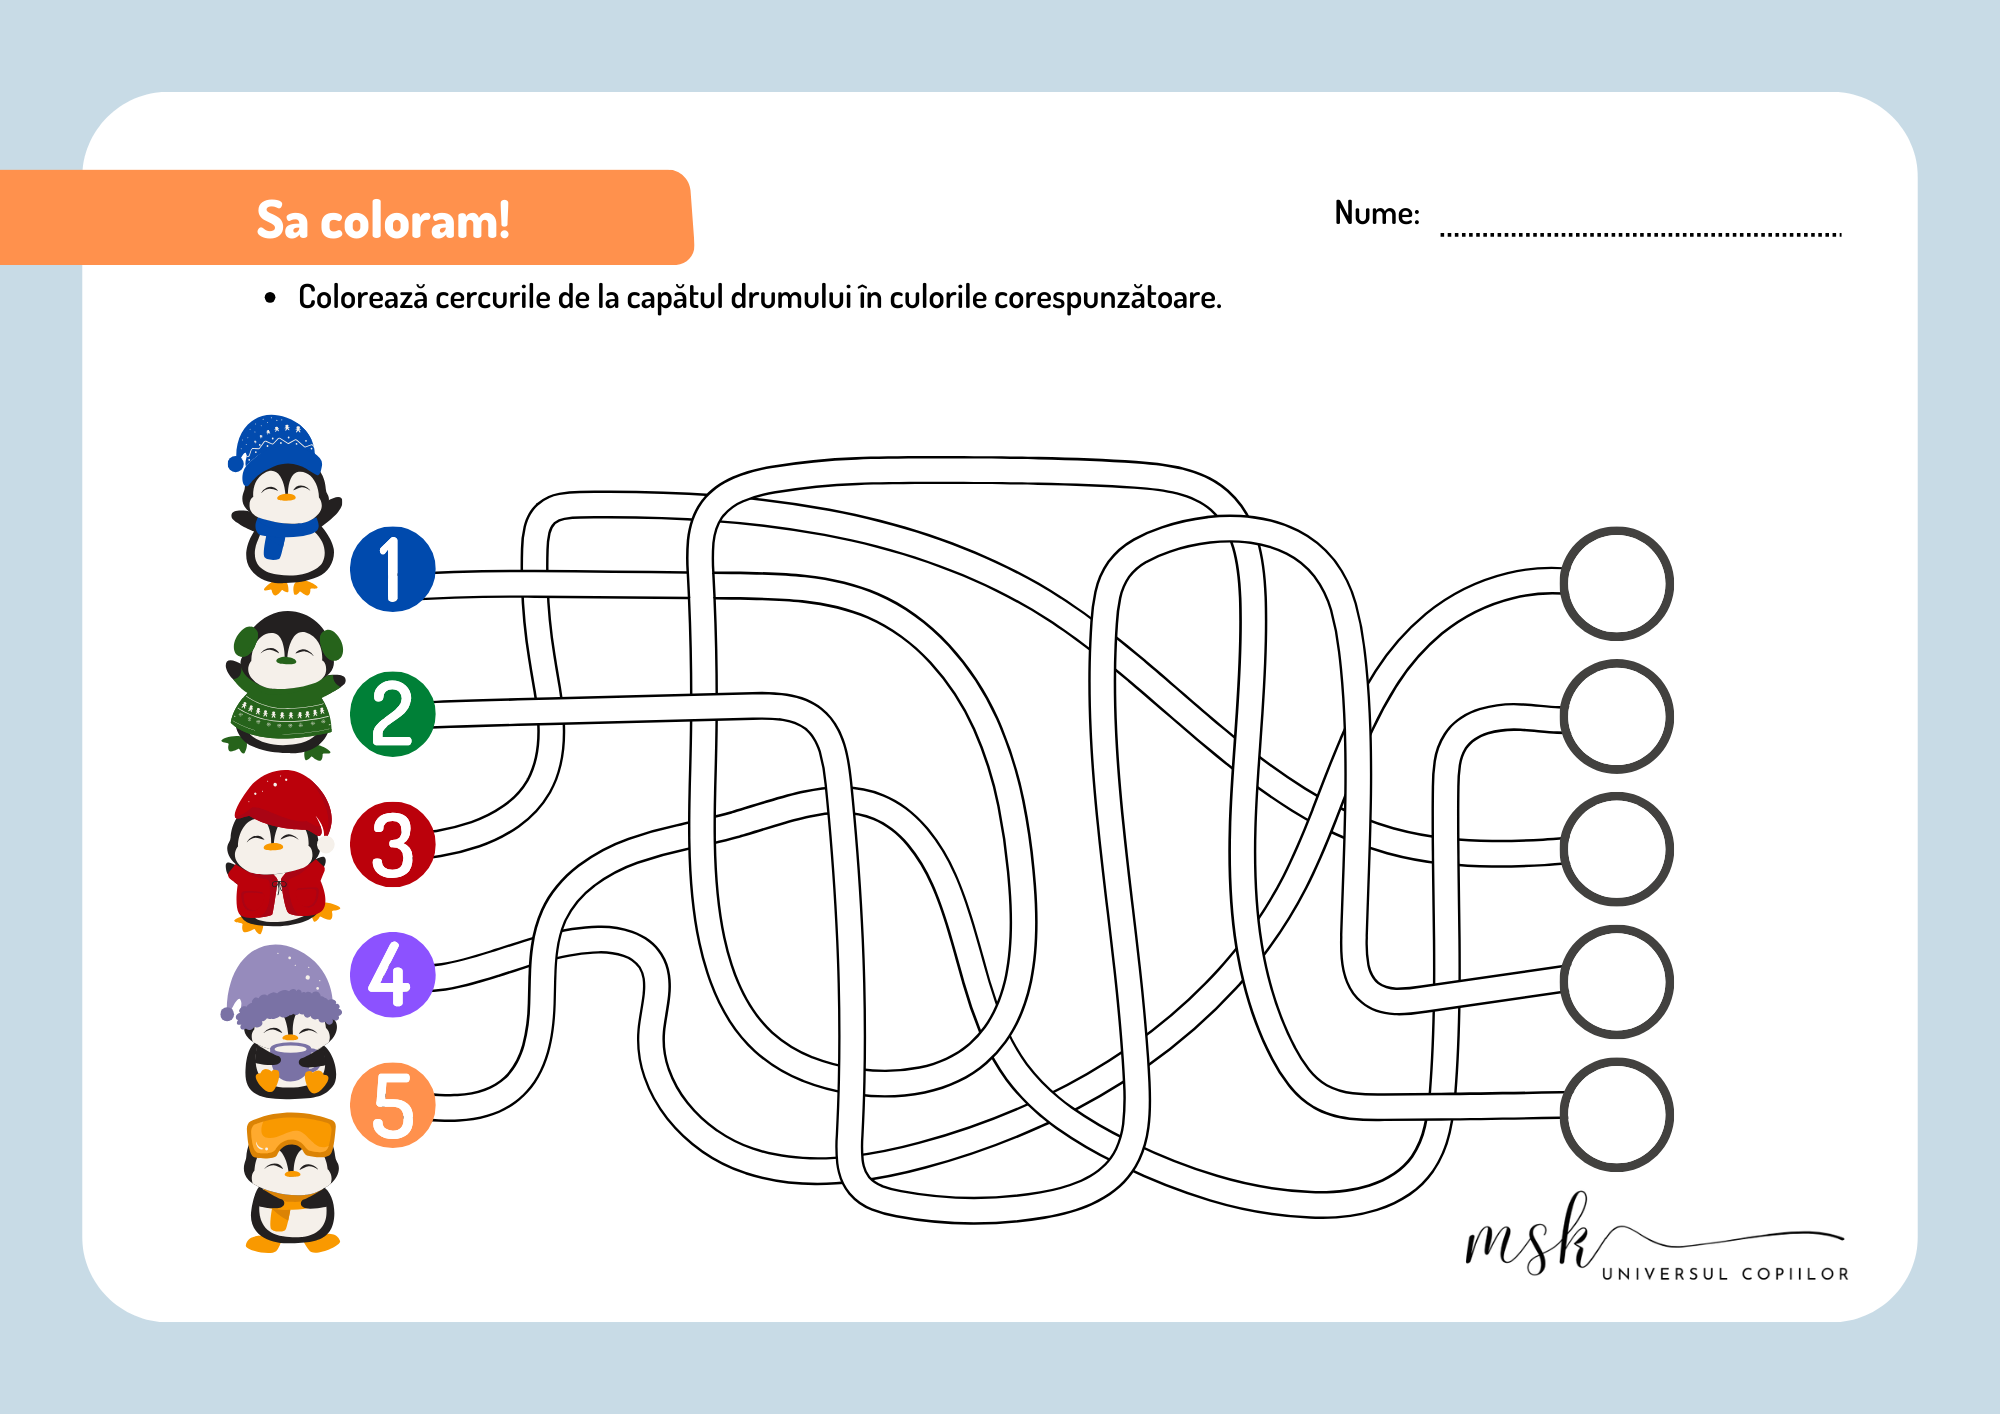 Sa coloram!
Nume:
• Colorează cercurile de la capătul drumului în culorile corespunzătoare.
1
2
3
4
5
msk
UNIVERSUL COPIILOR